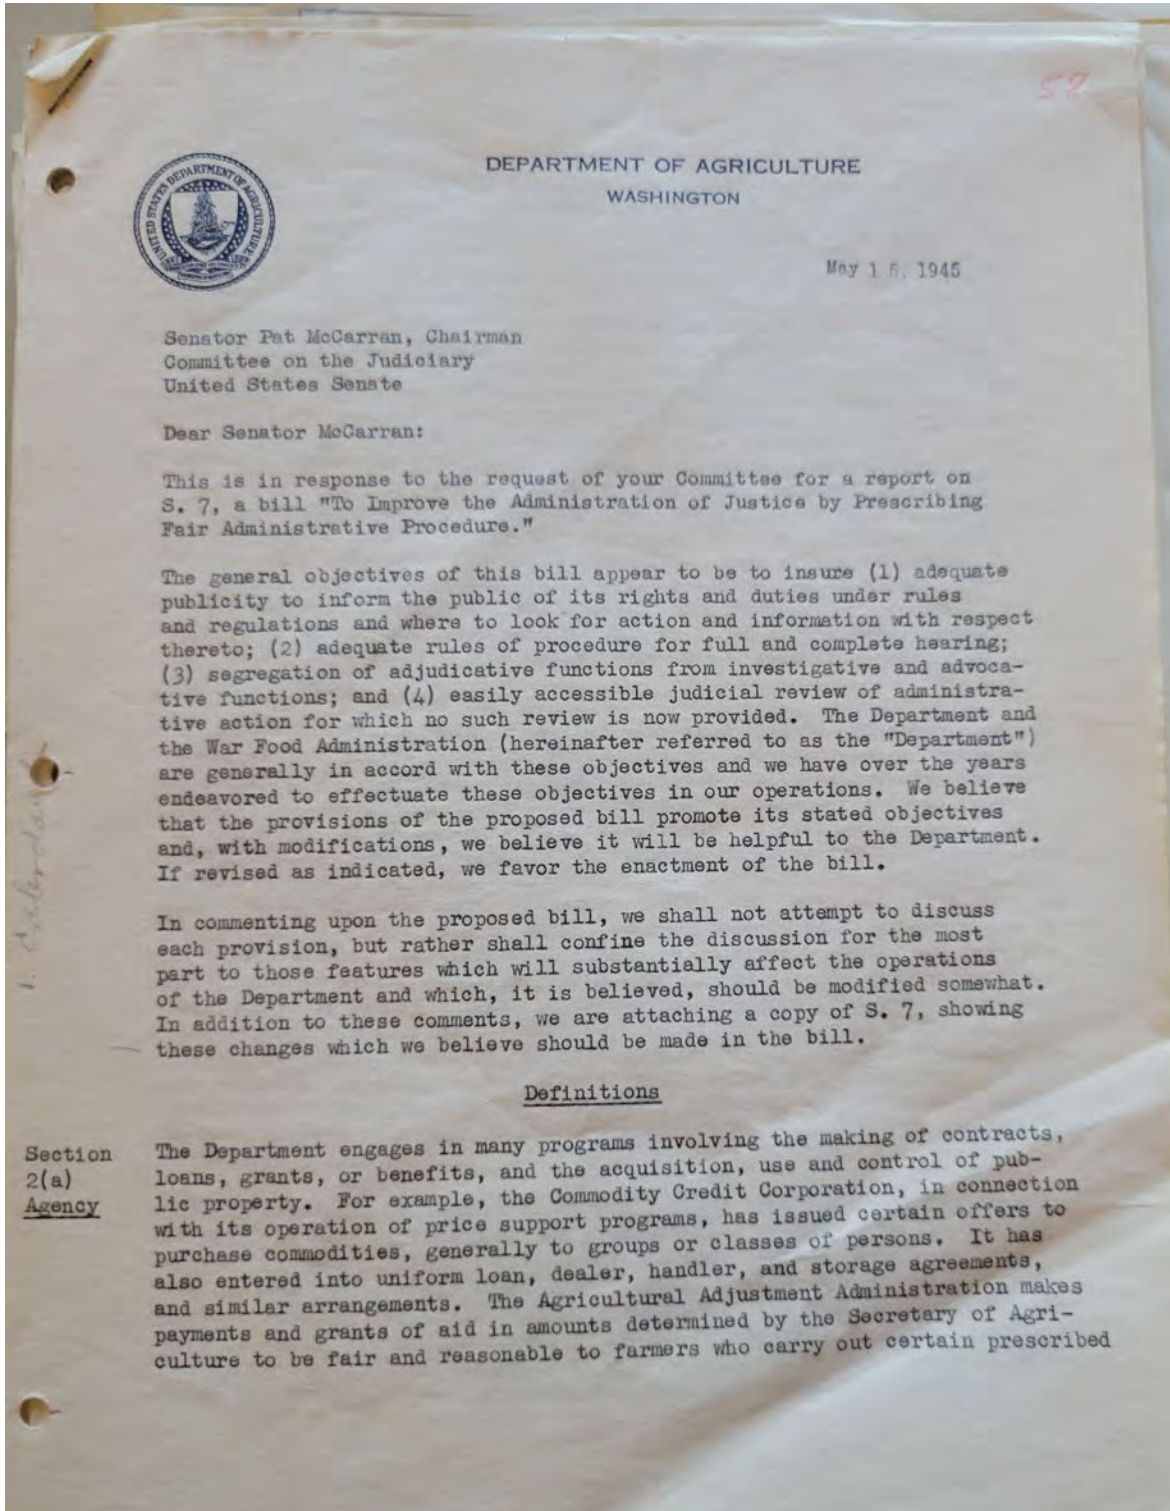 58
DEPARTMENT OF AGRICULTURE
WASHINGTON
UNITED STATES DEPARTMENT OF AGRICULTURE
May 15, 1945
Senator Pat McCarran, Chairman
Committee on the Judiciary
United States Senate
Dear Senator McCarran:
This is in response to the request of your Committee for a report on
S. 7, a bill "To Improve the Administration of Justice by Prescribing
Fair Administrative Procedure."
The general objectives of this bill appear to be to insure (1) adequate
publicity to inform the public of its rights and duties under rules
and regulations and where to look for action and information with respect
thereto; (2) adequate rules of procedure for full and complete hearing;
(3) segregation of adjudicative functions from investigative and advoca-
tive functions; and (4) easily accessible judicial review of administra-
tive action for which no such review is now provided. The Department and
the War Food Administration (hereinafter referred to as the "Department")
are generally in accord with these objectives and we have over the years
endeavored to effectuate these objectives in our operations. We believe
that the provisions of the proposed bill promote its stated objectives
and, with modifications, we believe it will be helpful to the Department.
If revised as indicated, we favor the enactment of the bill.
In commenting upon the proposed bill, we shall not attempt to discuss
each provision, but rather shall confine the discussion for the most
part to those features which will substantially affect the operations
of the Department and which, it is believed, should be modified somewhat.
In addition to these comments, we are attaching a copy of S. 7, showing
these changes which we believe should be made in the bill.
Definitions
Section
2(a)
Agency
The Department engages in many programs involving the making of contracts,
loans, grants, or benefits, and the acquisition, use and control of pub-
lic property. For example, the Commodity Credit Corporation, in connection
with its operation of price support programs, has issued certain offers to
purchase commodities, generally to groups or classes of persons. It has
also entered into uniform loan, dealer, handler, and storage agreements,
and similar arrangements. The Agricultural Adjustment Administration makes
payments and grants of aid in amounts determined by the Secretary of Agri-
culture to be fair and reasonable to farmers who carry out certain prescribed